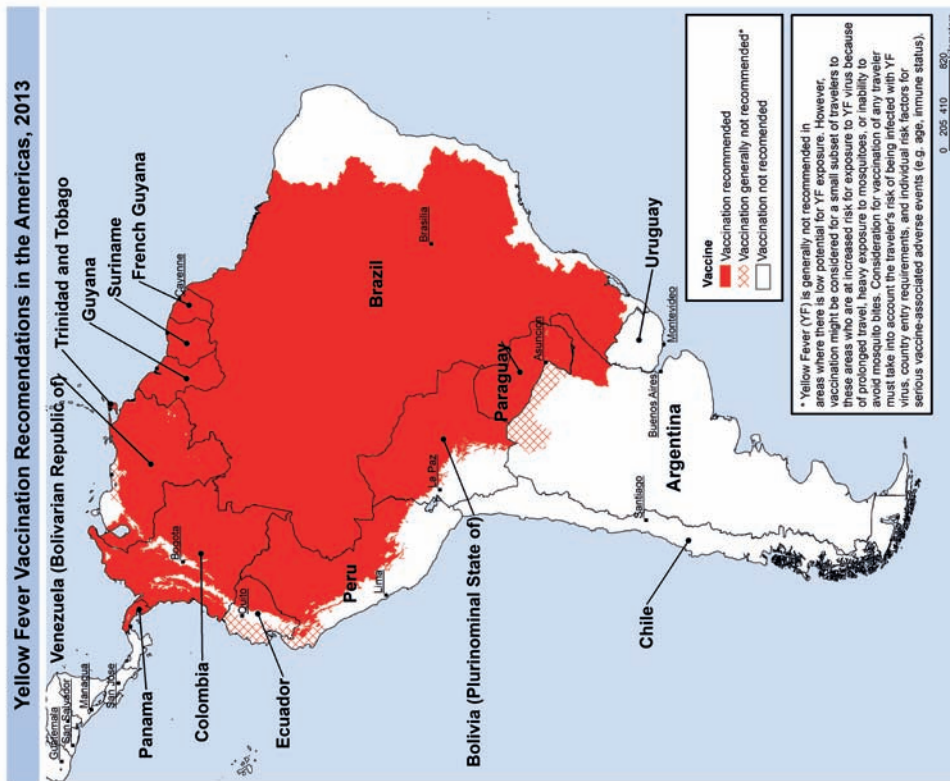 Yellow Fever Vaccination Recomendations in the Americas, 2013
Guatemala
San Salvador
Managua
San Jose
Venezuela (Bolivarian Republic of)
Trinidad and Tobago
Guyana
Suriname
French Guyana
Cayenne
Panama
Colombia
Bogota
Ecuador
Quito
Peru
Lima
Brazil
Brasilia
La Paz
Bolivia (Plurinominal State of)
Paraguay
Asuncion
Uruguay
Montevideo
Buenos Aires
Argentina
Santiago
Chile
Vaccine
Vaccination recommended
Vaccination generally not recommended*
Vaccination not recomended
* Yellow Fever (YF) is generally not recommended in
areas where there is low potential for YF exposure. However,
vaccination might be considered for a small subset of travelers to
these areas who are at increased risk for exposure to YF virus because
of prolonged travel, heavy exposure to mosquitoes, or inability to
avoid mosquito bites. Consideration for vaccination of any traveler
must take into account the traveler's risk of being infected with YF
virus, country entry requirements, and individual risk factors for
serious vaccine-associated adverse events (e.g. age, inmune status).
0 205 410 820